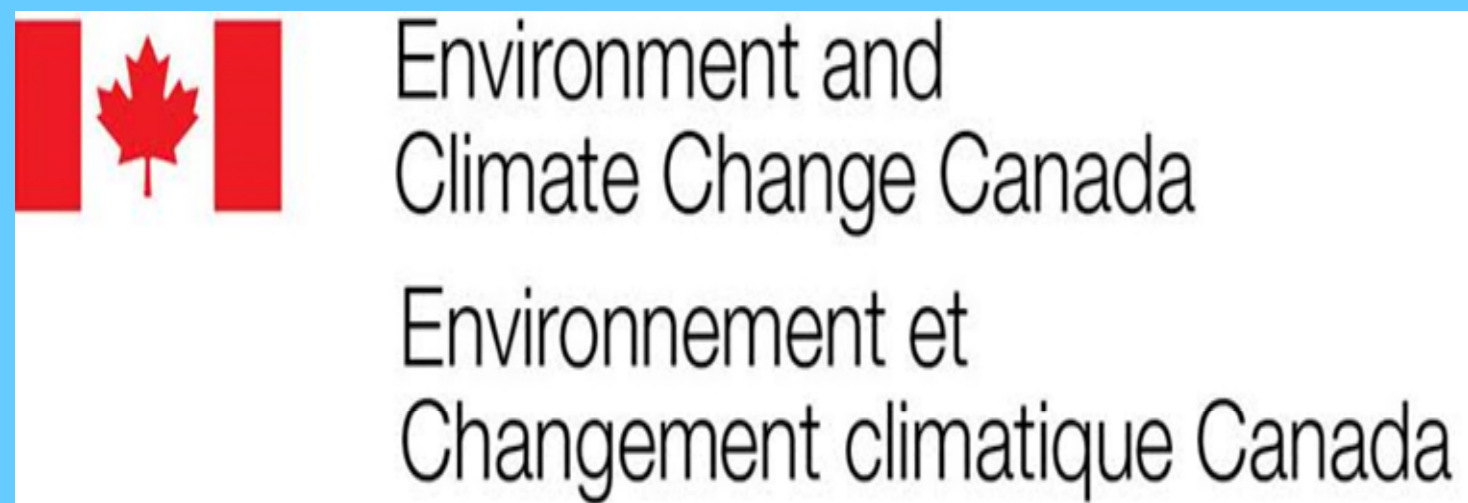 Environment and
Climate Change Canada
Environnement et
Changement climatique Canada